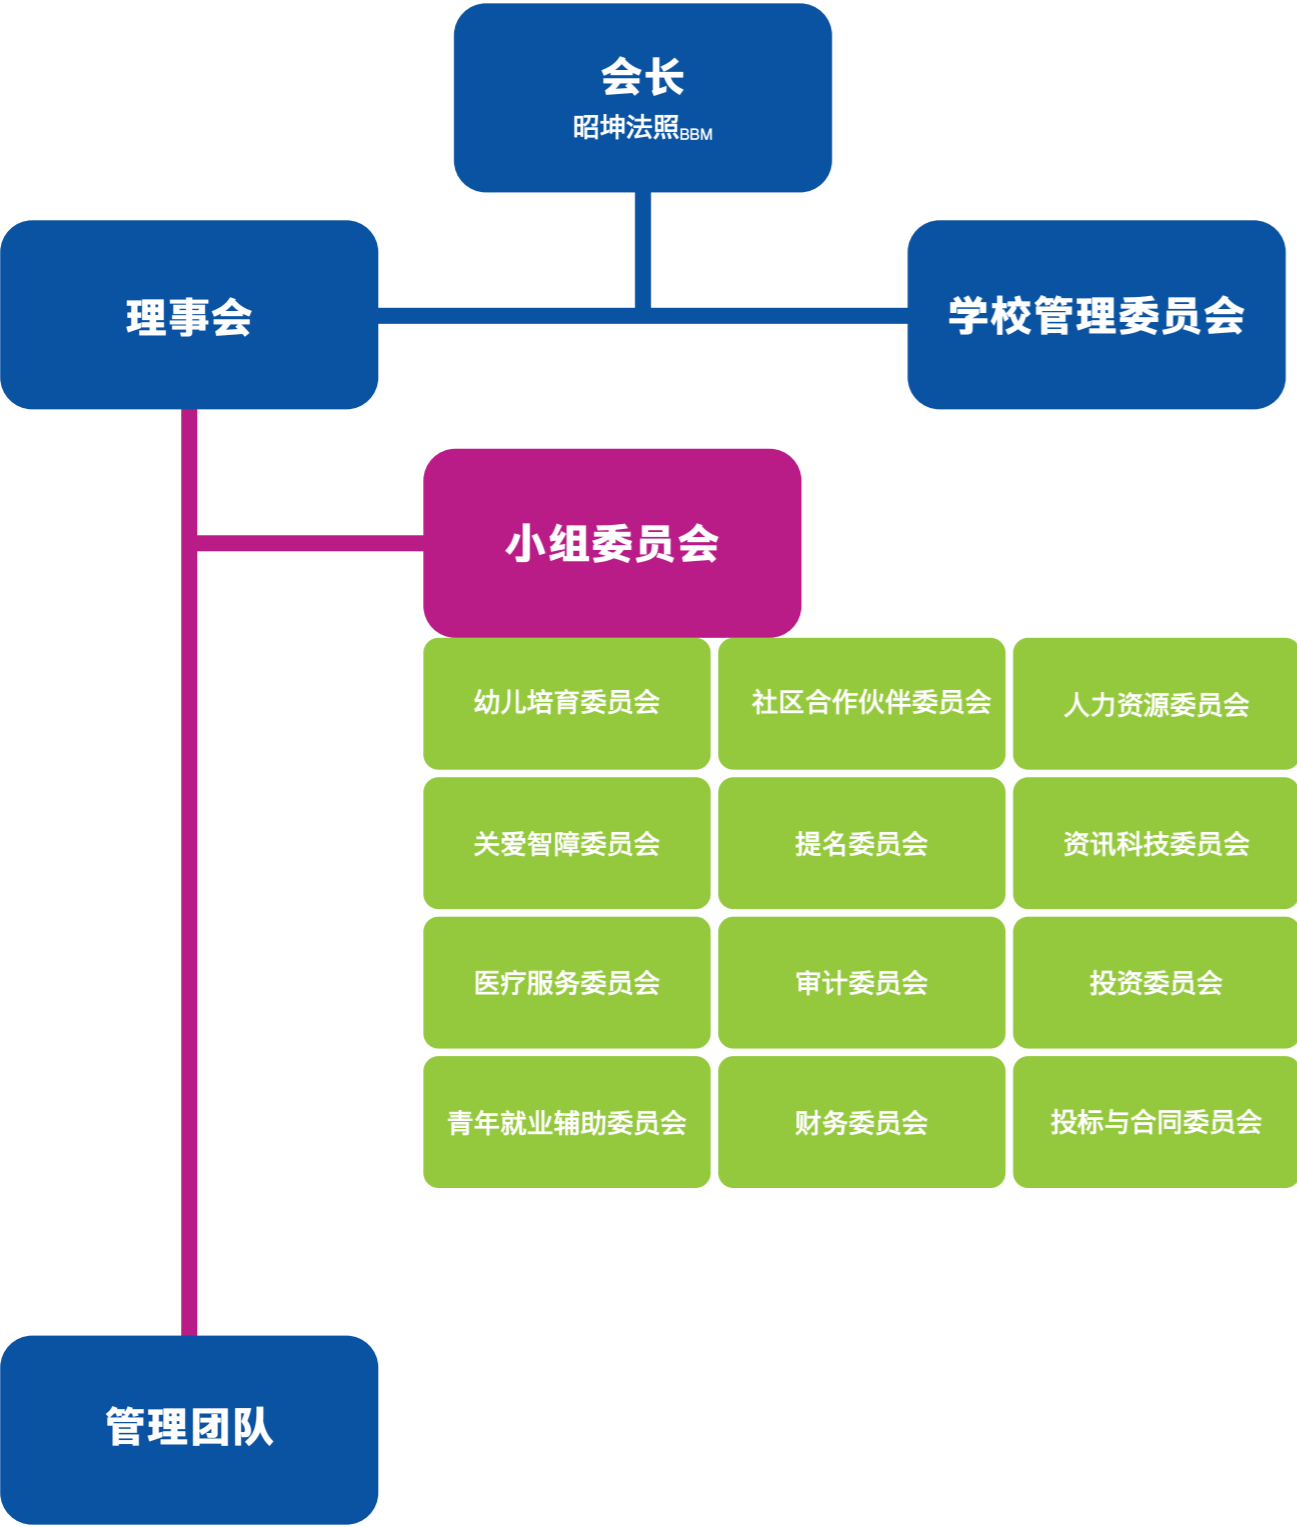 会长
昭坤法照BBM
理事会
学校管理委员会
小组委员会
幼儿培育委员会
社区合作伙伴委员会
人力资源委员会
关爱智障委员会
提名委员会
资讯科技委员会
医疗服务委员会
审计委员会
投资委员会
青年就业辅助委员会
财务委员会
投标与合同委员会
管理团队